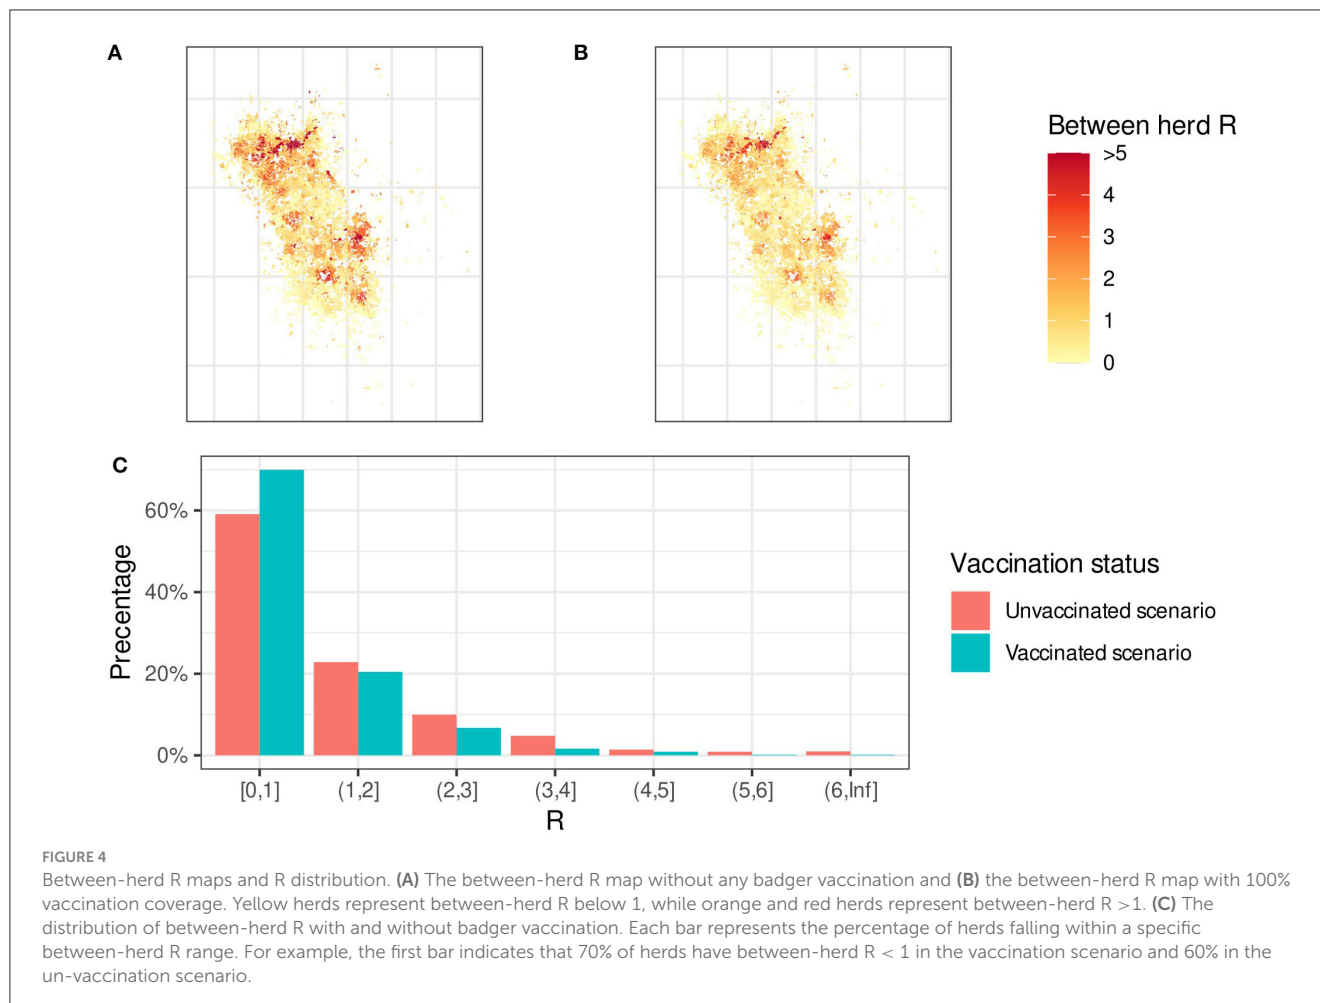 A
B
Between herd R
>5
4
3
2
1
0
C
Precentage
60%
40%
20%
0%
[0,1]
(1,2]
(2,3]
(3,4]
(4,5]
(5,6]
(6,Inf]
R
Vaccination status
Unvaccinated scenario
Vaccinated scenario
FIGURE 4
Between-herd R maps and R distribution. (A) The between-herd R map without any badger vaccination and (B) the between-herd R map with 100%
vaccination coverage. Yellow herds represent between-herd R below 1, while orange and red herds represent between-herd R >1. (C) The
distribution of between-herd R with and without badger vaccination. Each bar represents the percentage of herds falling within a specific
between-herd R range. For example, the first bar indicates that 70% of herds have between-herd R < 1 in the vaccination scenario and 60% in the
un-vaccination scenario.